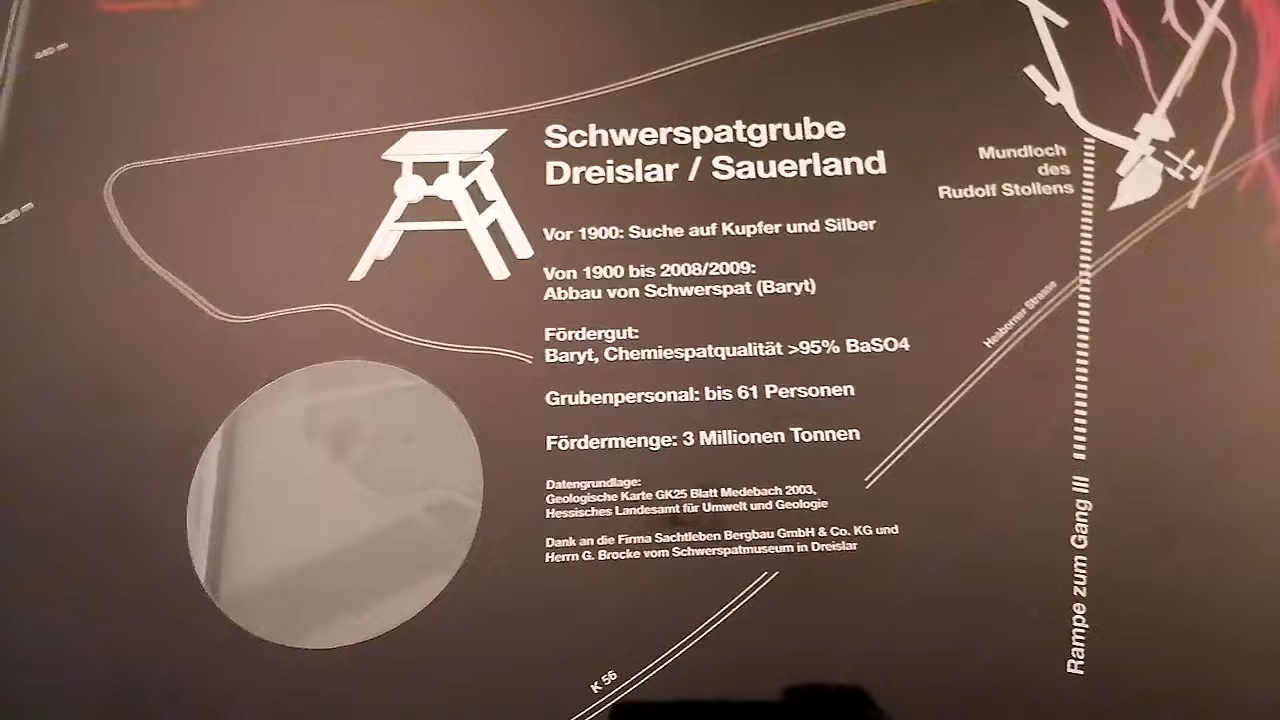 Schwerspatgrube
Dreislar / Sauerland
Vor 1900: Suche auf Kupfer und Silber
Von 1900 bis 2008/2009:
Abbau von Schwerspat (Baryt)
Fördergut:
Baryt, Chemiespatqualität >95% BaSO4
Grubenpersonal: bis 61 Personen
Fördermenge: 3 Millionen Tonnen
Datengrundlage:
Geologische Karte GK25 Blatt Medebach 2003,
Hessisches Landesamt für Umwelt und Geologie
Dank an die Firma Sachtleben Bergbau GmbH & Co. KG und
Herrn G. Brocke vom Schwerspatmuseum in Dreislar
Mundloch
des
Rudolf Stollens
Hesborner Strasse
Rampe zum Gang III
K 56